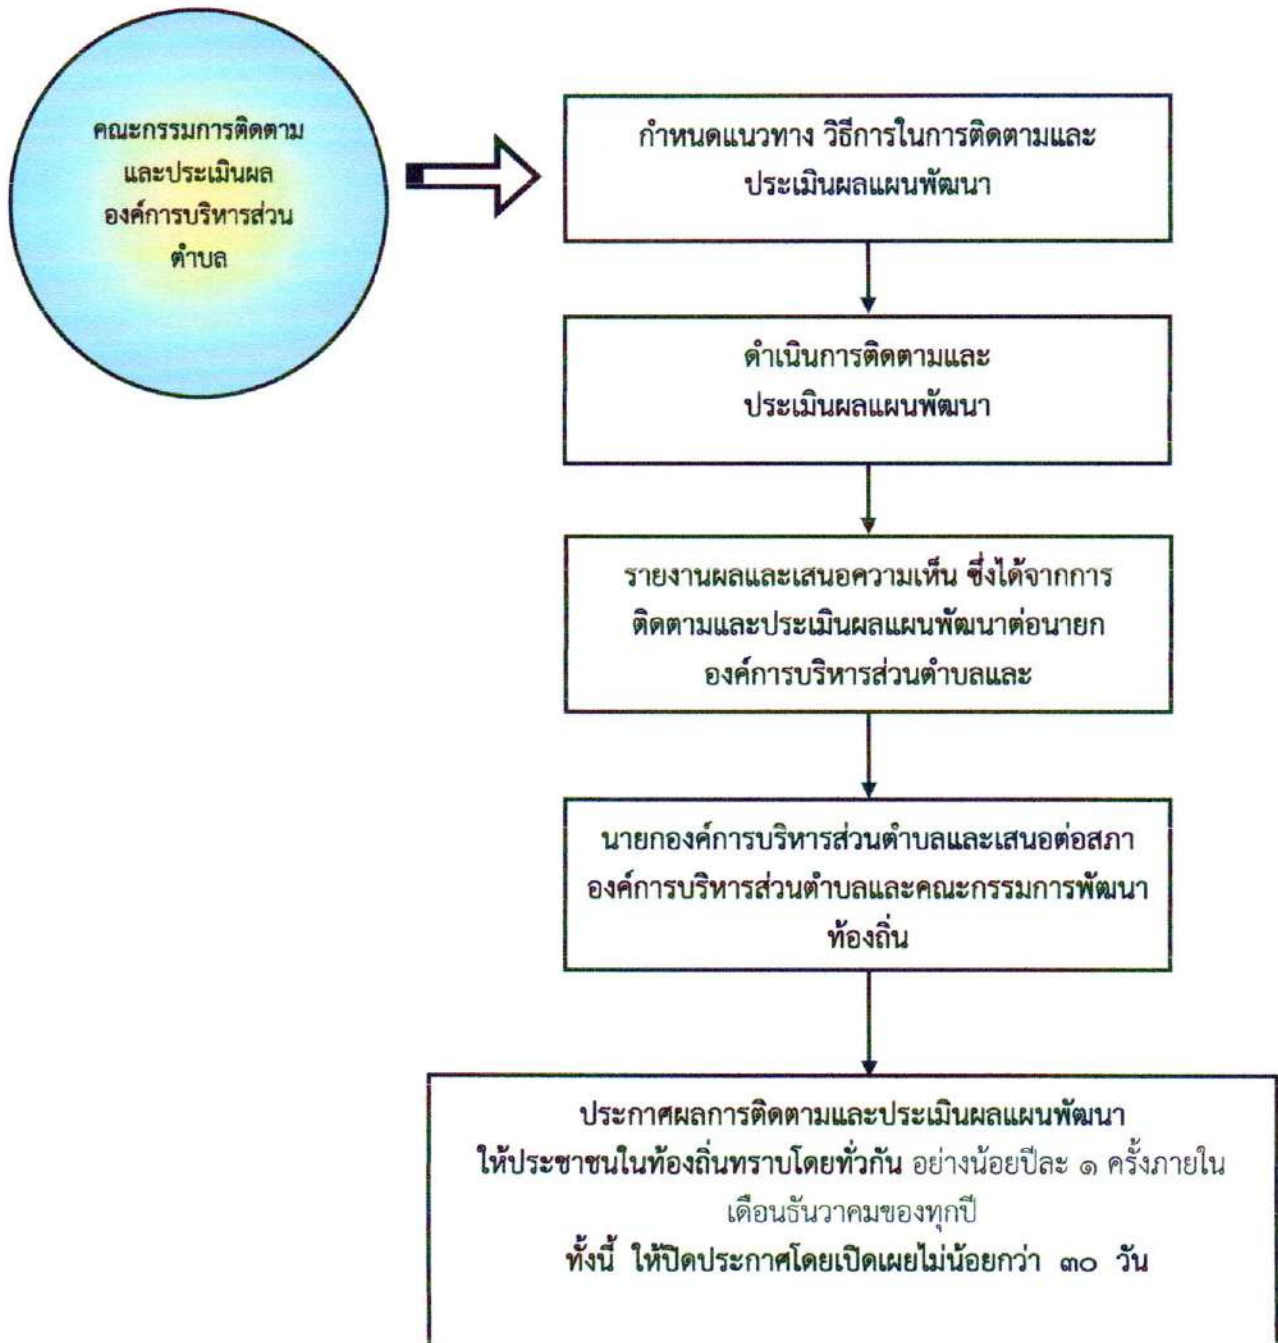 คณะกรรมการติดตาม
และประเมินผล
องค์การบริหารส่วน
ตำบล
กำหนดแนวทาง วิธีการในการติดตามและ
ประเมินผลแผนพัฒนา
ดำเนินการติดตามและ
ประเมินผลแผนพัฒนา
รายงานผลและเสนอความเห็น ซึ่งได้จากการ
ติดตามและประเมินผลแผนพัฒนาต่อนายก
องค์การบริหารส่วนตำบลและ
นายกองค์การบริหารส่วนตำบลและเสนอต่อสภา
องค์การบริหารส่วนตำบลและคณะกรรมการพัฒนา
ท้องถิ่น
ประกาศผลการติดตามและประเมินผลแผนพัฒนา
ให้ประชาชนในท้องถิ่นทราบโดยทั่วกัน อย่างน้อยปีละ ๑ ครั้งภายใน
เดือนธันวาคมของทุกปี
ทั้งนี้ ให้ปิดประกาศโดยเปิดเผยไม่น้อยกว่า ๓๐ วัน